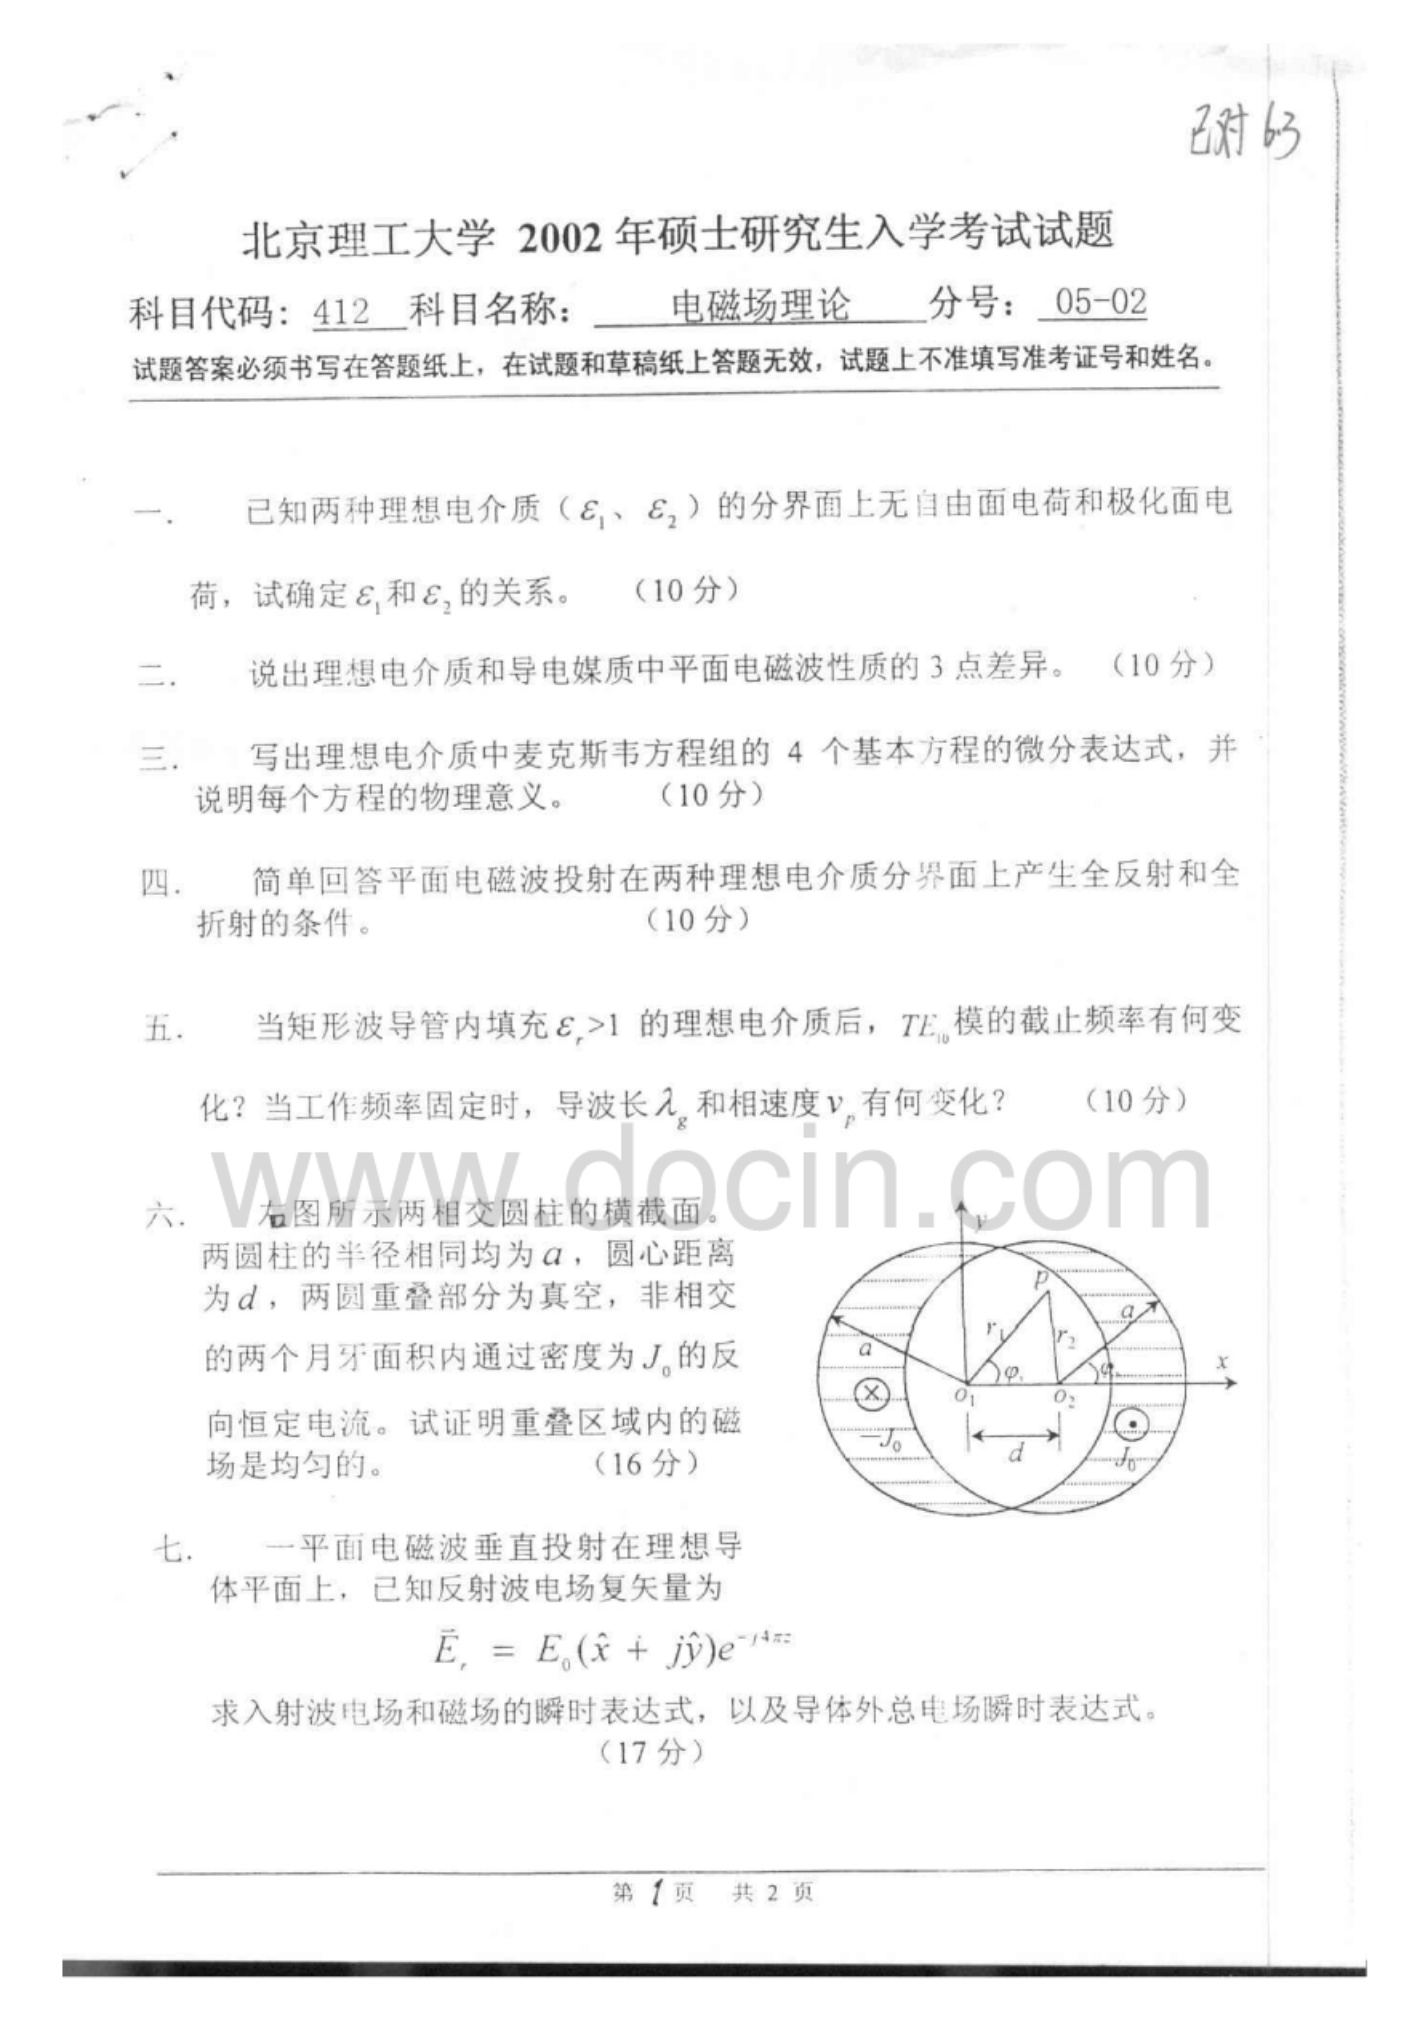 已对 63
北京理工大学 2002 年硕士研究生入学考试试题
科目代码: 412 科目名称: 电磁场理论 分号: 05-02
试题答案必须书写在答题纸上，在试题和草稿纸上答题无效，试题上不准填写准考证号和姓名。
一. 已知两种理想电介质（ε₁、ε₂）的分界面上无自由面电荷和极化面电
荷，试确定ε₁和ε₂的关系。 （10 分）
二. 说出理想电介质和导电媒质中平面电磁波性质的 3 点差异。 （10 分）
三. 写出理想电介质中麦克斯韦方程组的 4 个基本方程的微分表达式，并
说明每个方程的物理意义。 （10 分）
四. 简单回答平面电磁波投射在两种理想电介质分界面上产生全反射和全
折射的条件。 （10 分）
五. 当矩形波导管内填充εᵣ>1 的理想电介质后，TE₁₀模的截止频率有何变
化？当工作频率固定时，导波长λg和相速度vp有何变化？ （10 分）
www.docin.com
六. 右图所示两相交圆柱的横截面。
两圆柱的半径相同均为a，圆心距离
为d，两圆重叠部分为真空，非相交
的两个月牙面积内通过密度为J₀的反
向恒定电流。试证明重叠区域内的磁
场是均匀的。 （16 分）
y
p
a
r₁
r₂
a
x
φ₁
φ₂
o₁
o₂
−J₀
d
J₀
七. 一平面电磁波垂直投射在理想导
体平面上，已知反射波电场复矢量为
Ēᵣ = E₀(x̂ + jŷ)e^{-j4πz}
求入射波电场和磁场的瞬时表达式，以及导体外总电场瞬时表达式。
（17 分）
第 1 页 共 2 页